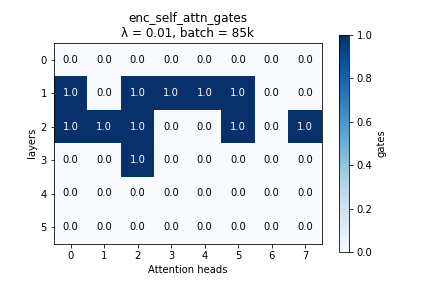 enc_self_attn_gates
λ = 0.01, batch = 85k
0 0.0 0.0 0.0 0.0 0.0 0.0 0.0 0.0
1 1.0 0.0 1.0 1.0 1.0 1.0 0.0 0.0
2 1.0 1.0 1.0 0.0 0.0 1.0 0.0 1.0
3 0.0 0.0 1.0 0.0 0.0 0.0 0.0 0.0
4 0.0 0.0 0.0 0.0 0.0 0.0 0.0 0.0
5 0.0 0.0 0.0 0.0 0.0 0.0 0.0 0.0
0 1 2 3 4 5 6 7
Attention heads
layers
1.0
0.8
0.6
0.4
0.2
0.0
gates